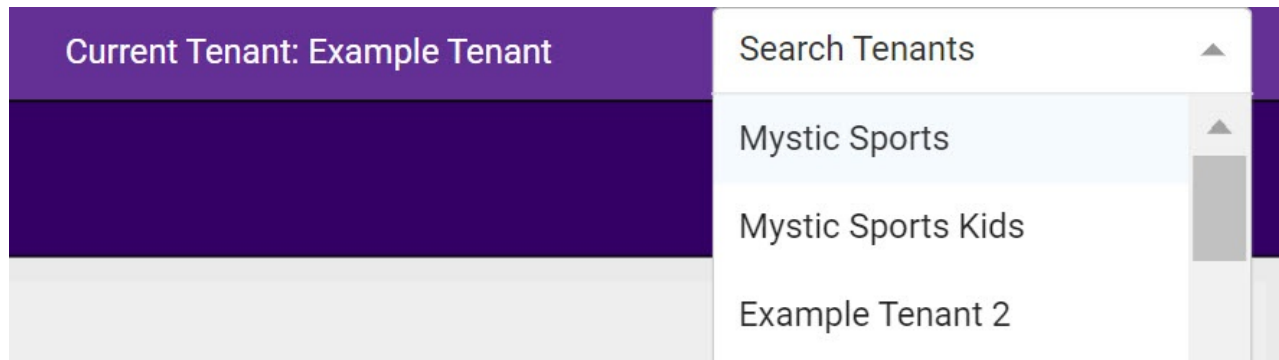 Current Tenant: Example Tenant
Search Tenants
Mystic Sports
Mystic Sports Kids
Example Tenant 2